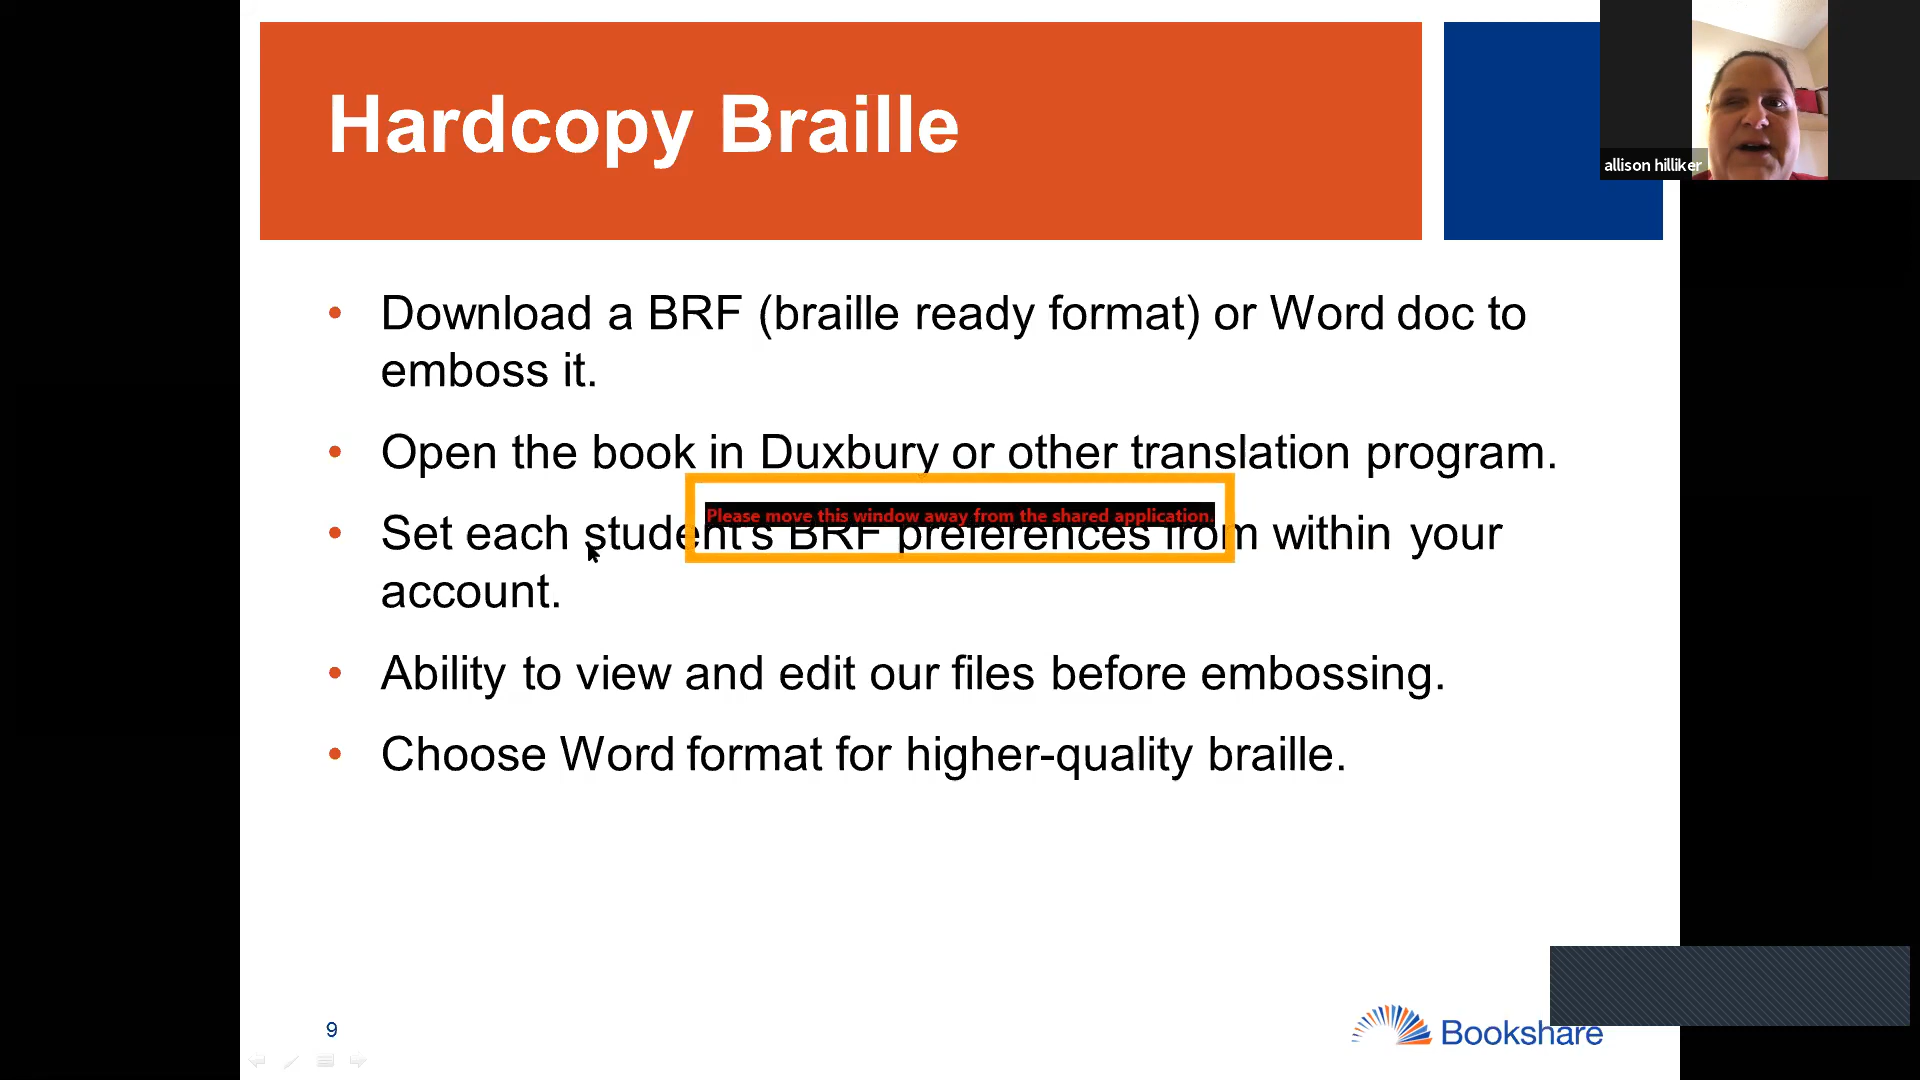 Hardcopy Braille
allison hilliker
• Download a BRF (braille ready format) or Word doc to
emboss it.
• Open the book in Duxbury or other translation program.
Please move this window away from the shared application.
• Set each student's BRF preferences from within your
account.
• Ability to view and edit our files before embossing.
• Choose Word format for higher-quality braille.
9
Bookshare